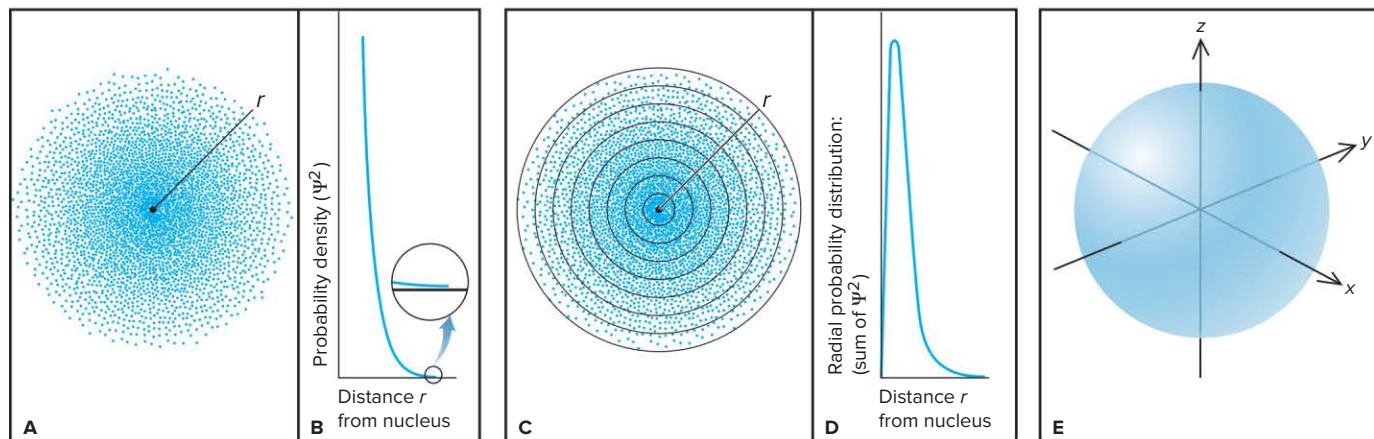 r
A
Probability density (Ψ²)
Distance r
from nucleus
B
r
C
Radial probability distribution:
(sum of Ψ²)
Distance r
from nucleus
D
z
y
x
E